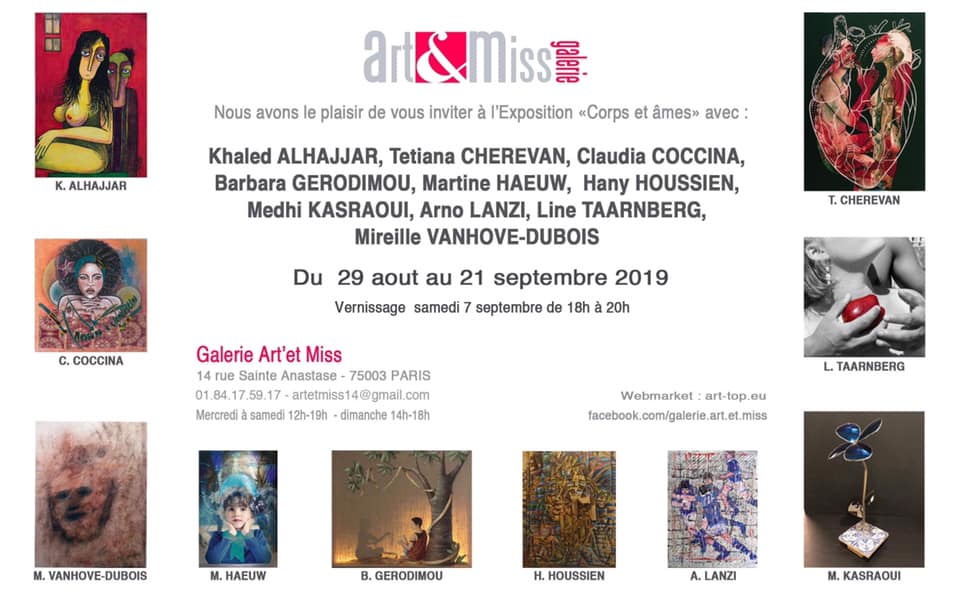 art&miss galerie
Nous avons le plaisir de vous inviter à l'Exposition «Corps et âmes» avec :
Khaled ALHAJJAR, Tetiana CHEREVAN, Claudia COCCINA,
Barbara GERODIMOU, Martine HAEUW, Hany HOUSSIEN,
Medhi KASRAOUI, Arno LANZI, Line TAARNBERG,
Mireille VANHOVE-DUBOIS
Du 29 aout au 21 septembre 2019
Vernissage samedi 7 septembre de 18h à 20h
Galerie Art'et Miss
14 rue Sainte Anastase - 75003 PARIS
01.84.17.59.17 - artetmiss14@gmail.com
Mercredi à samedi 12h-19h - dimanche 14h-18h
Webmarket : art-top.eu
facebook.com/galerie.art.et.miss
K. ALHAJJAR
T. CHEREVAN
C. COCCINA
L. TAARNBERG
M. VANHOVE-DUBOIS
M. HAEUW
B. GERODIMOU
H. HOUSSIEN
A. LANZI
M. KASRAOUI